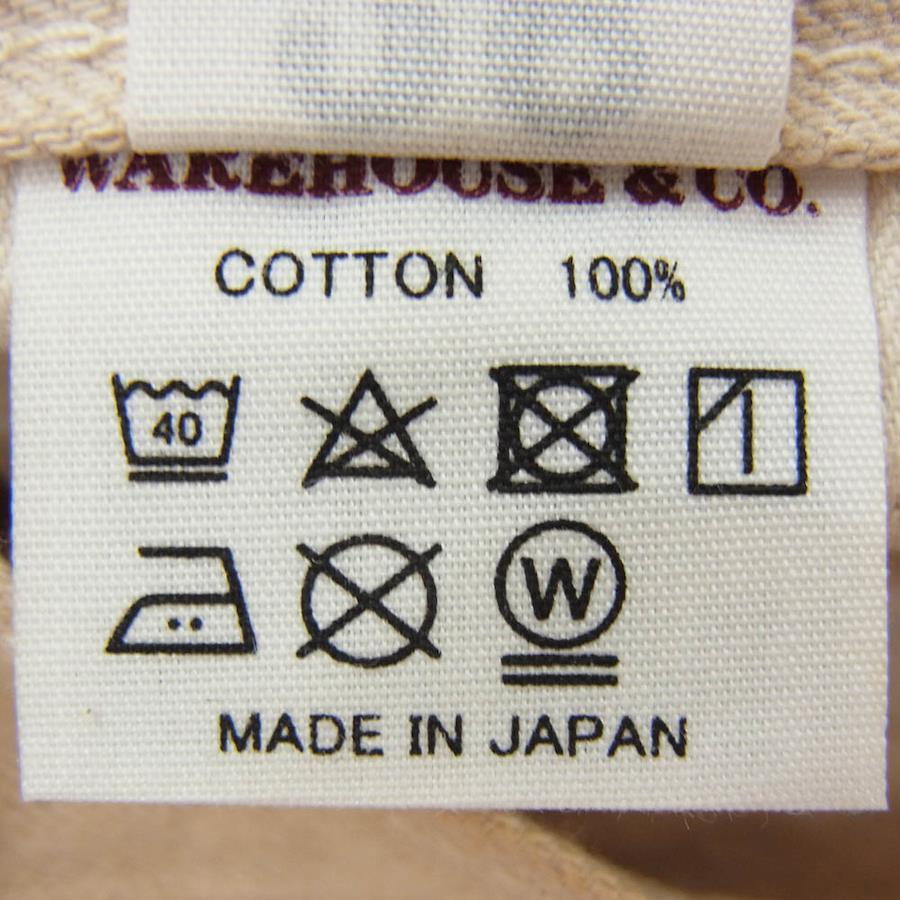 WAREHOUSE & CO.
COTTON 100%
40
W
MADE IN JAPAN